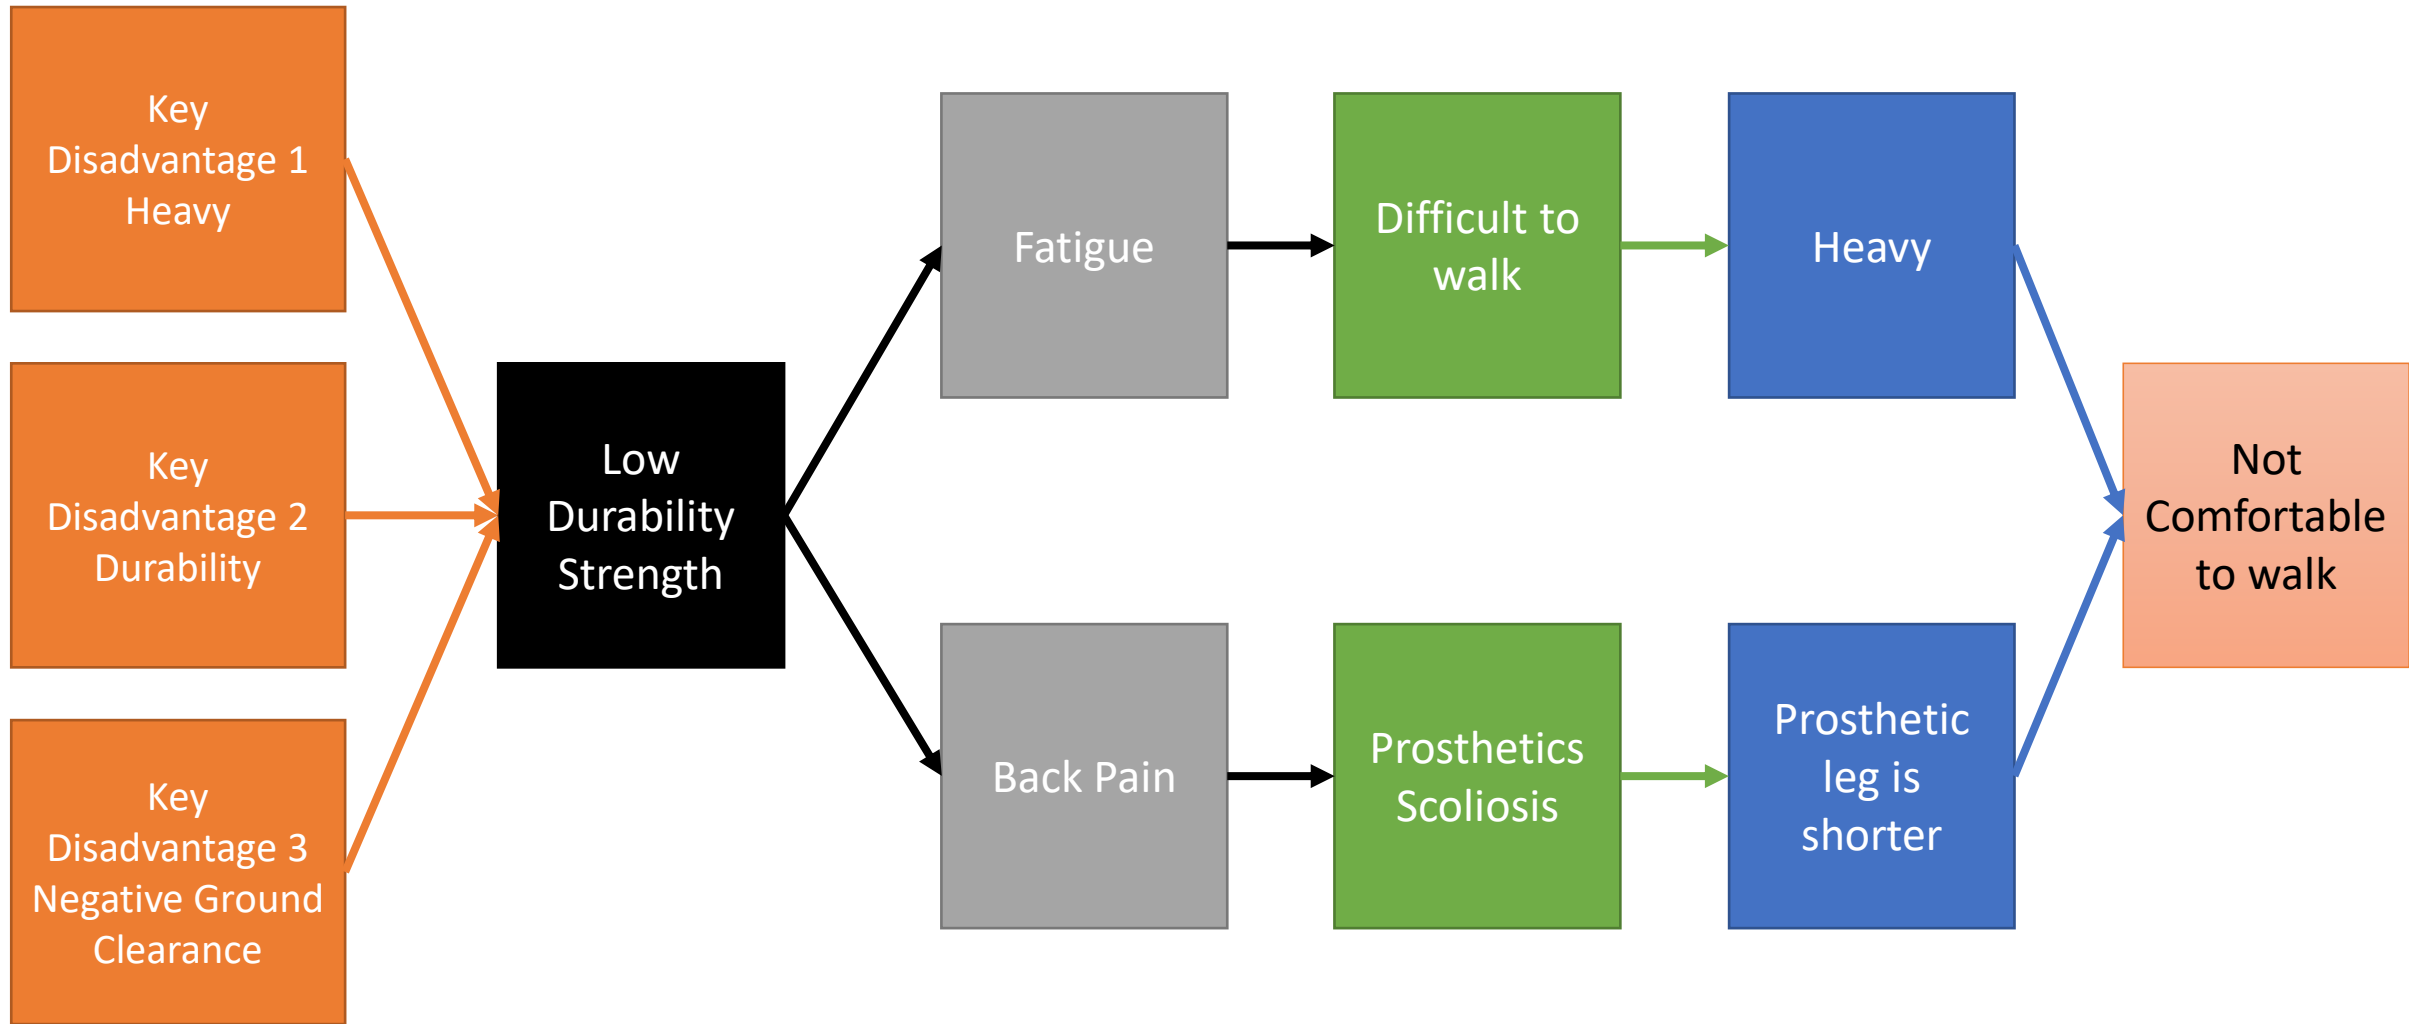 Key
Disadvantage 1
Heavy
Key
Disadvantage 2
Durability
Key
Disadvantage 3
Negative Ground
Clearance
Low
Durability
Strength
Fatigue
Difficult to
walk
Heavy
Back Pain
Prosthetics
Scoliosis
Prosthetic
leg is
shorter
Not
Comfortable
to walk